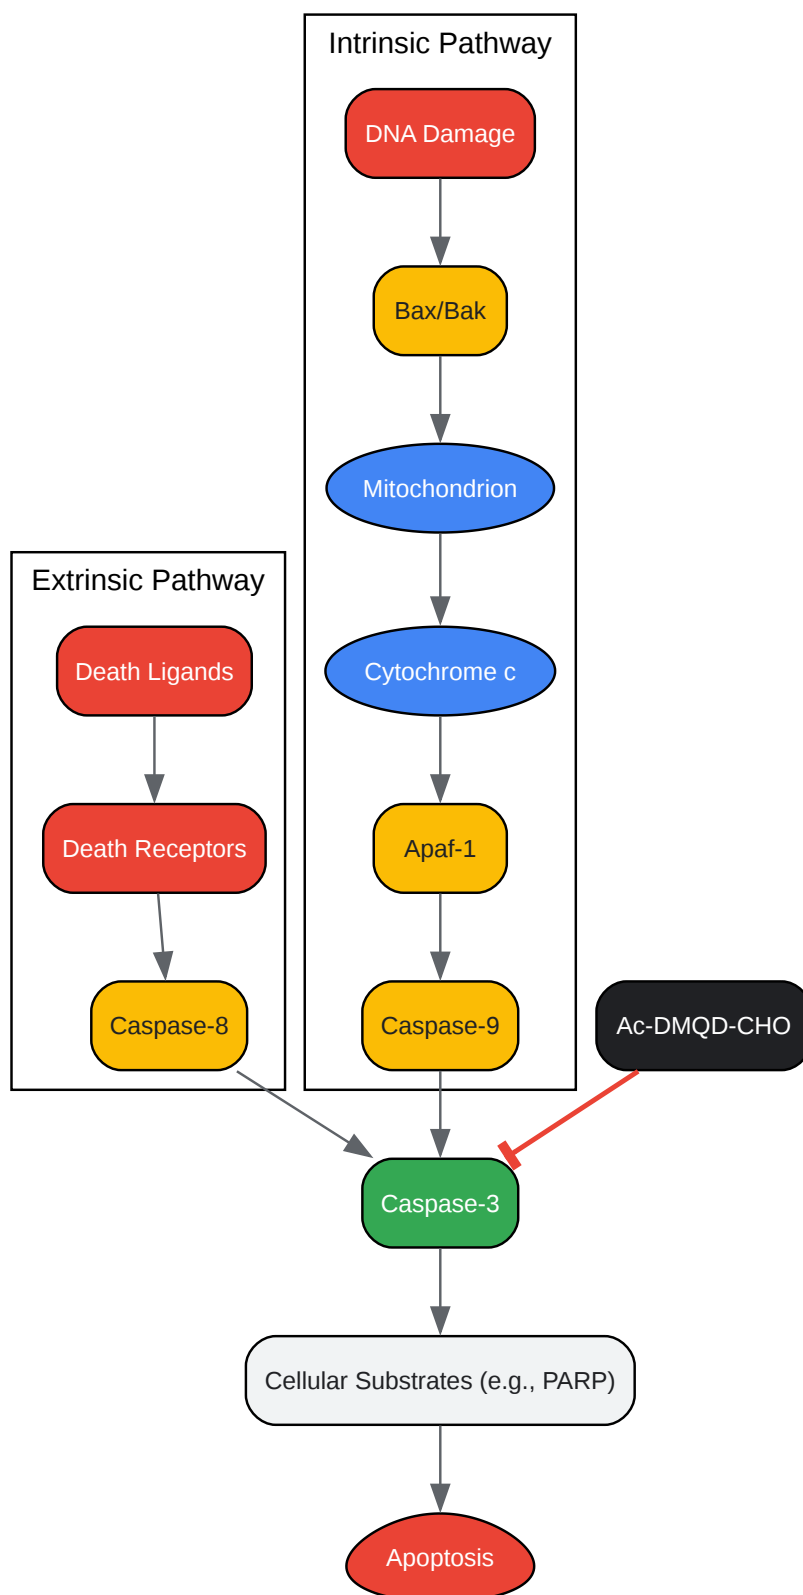 Intrinsic Pathway
DNA Damage
Bax/Bak
Mitochondrion
Cytochrome c
Apaf-1
Caspase-9
Extrinsic Pathway
Death Ligands
Death Receptors
Caspase-8
Ac-DMQD-CHO
Caspase-3
Cellular Substrates (e.g., PARP)
Apoptosis